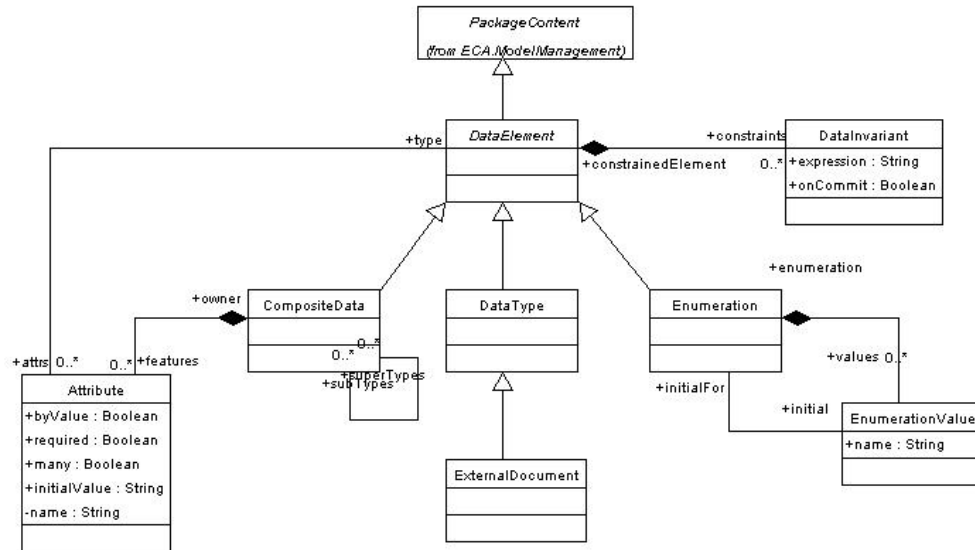 PackageContent
(from ECA.ModelManagement)
+type
DataElement
+constraints
+constrainedElement
0..*
DataInvariant
+expression : String
+onCommit : Boolean
+enumeration
+owner
CompositeData
DataType
Enumeration
0..*
0..*
+superTypes
+subTypes
+attrs
0..*
0..*
+features
+values
0..*
+initialFor
+initial
Attribute
+byValue : Boolean
+required : Boolean
+many : Boolean
+initialValue : String
-name : String
EnumerationValue
+name : String
ExternalDocument